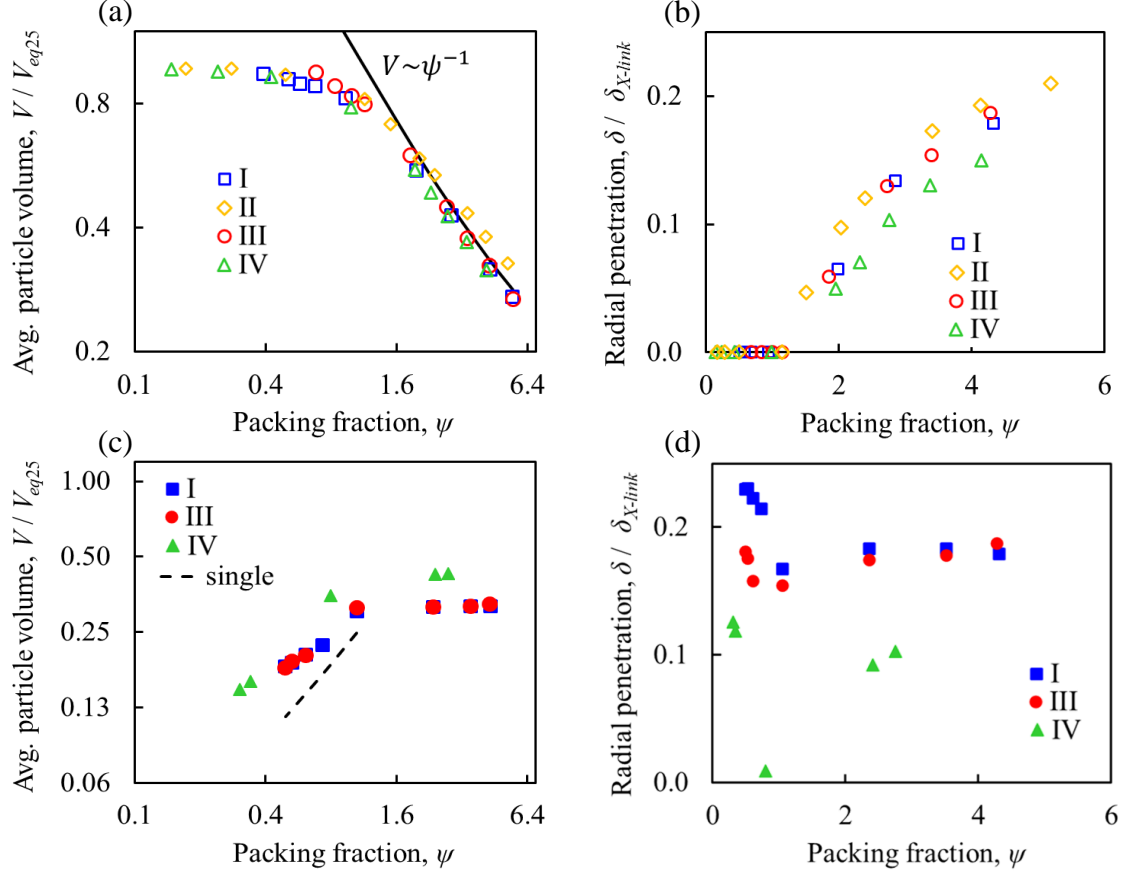 (a)
Avg. particle volume, V / V_eq25
0.8
0.4
0.2
V~ψ⁻¹
I
II
III
IV
0.1 0.4 1.6 6.4
Packing fraction, ψ
(b)
Radial penetration, δ / δ_X-link
0.2
0.1
0.0
I
II
III
IV
0 2 4 6
Packing fraction, ψ
(c)
Avg. particle volume, V / V_eq25
1.00
0.50
0.25
0.13
0.06
I
III
IV
single
0.1 0.4 1.6 6.4
Packing fraction, ψ
(d)
Radial penetration, δ / δ_X-link
0.2
0.1
0.0
I
III
IV
0 2 4 6
Packing fraction, ψ